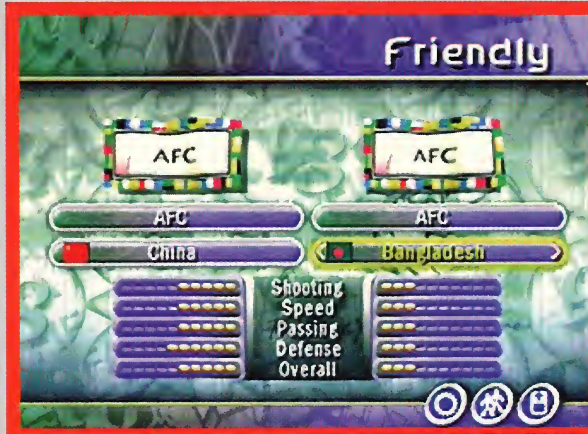 Friendly
AFC AFC
AFC AFC
China Bangladesh
Shooting
Speed
Passing
Defense
Overall